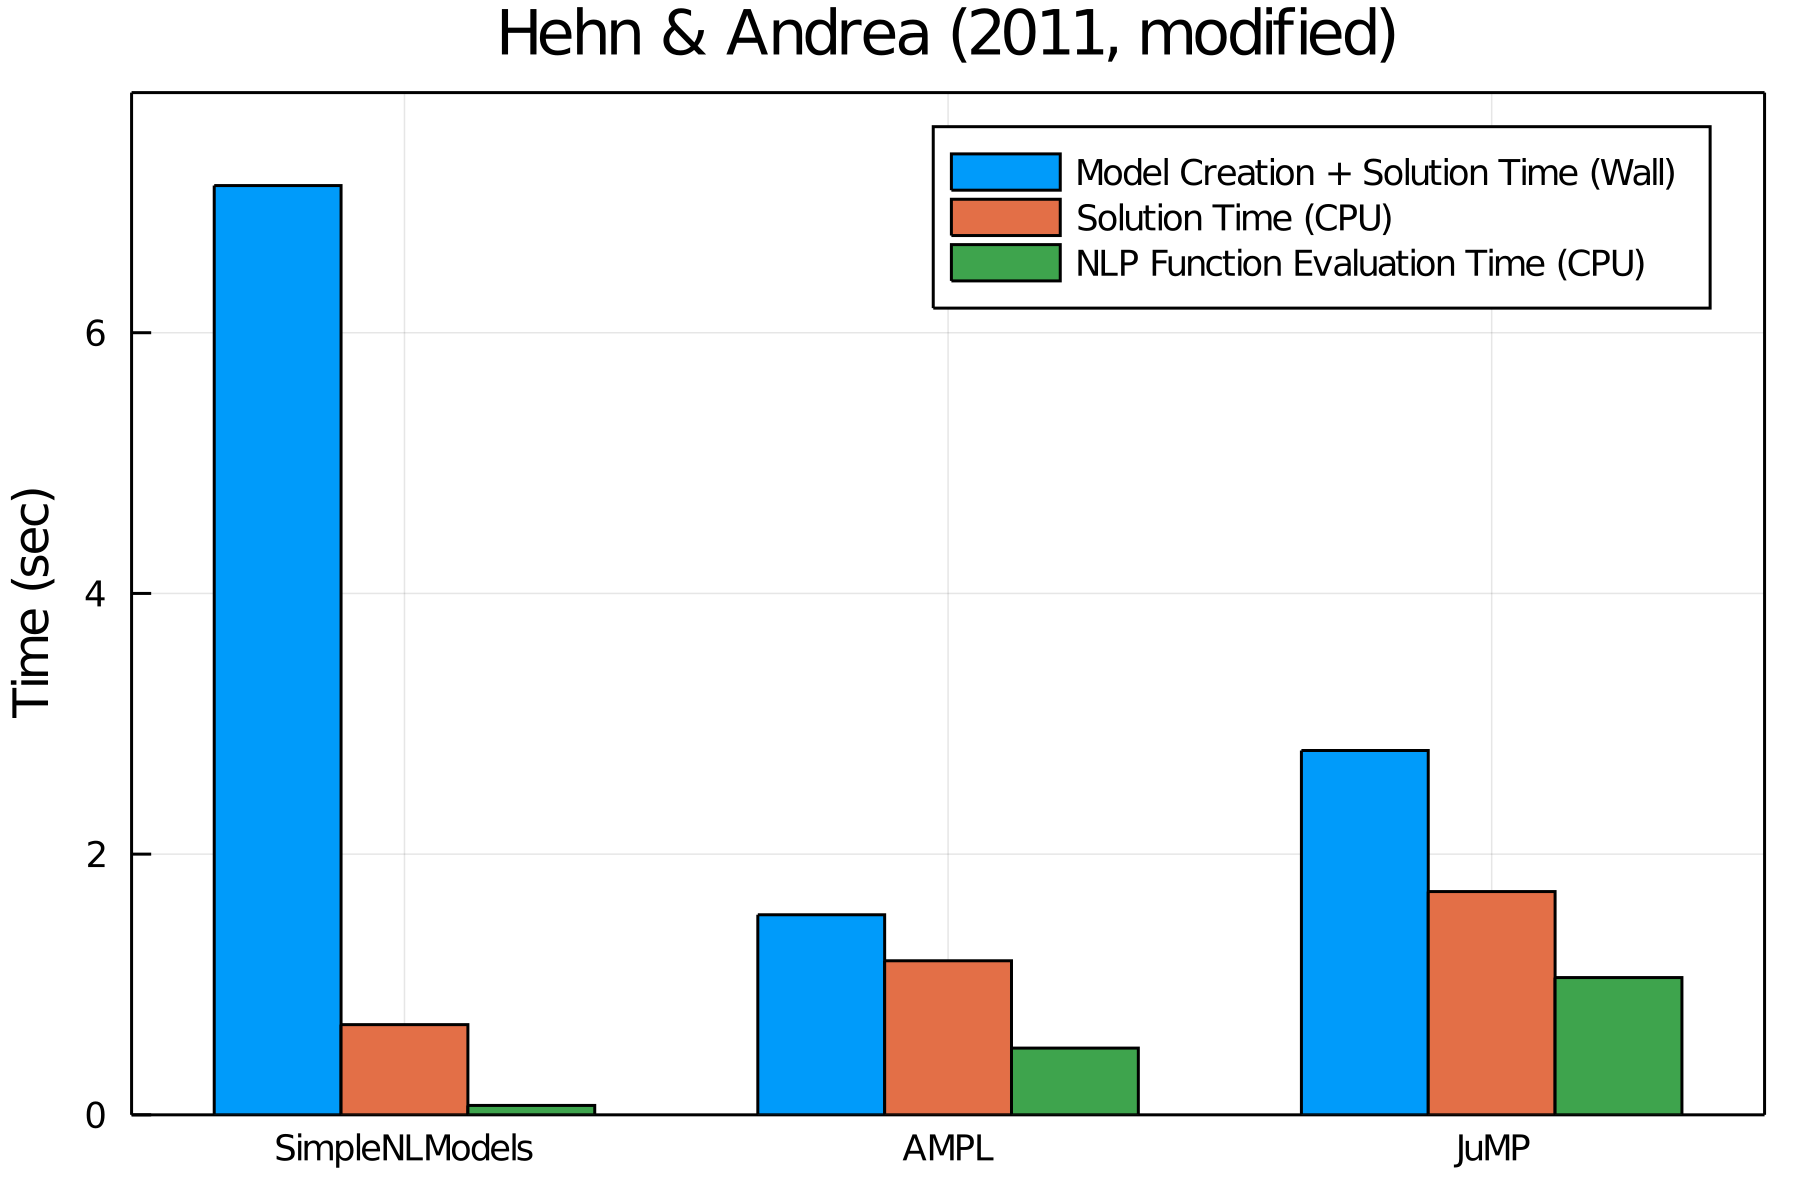 Hehn & Andrea (2011, modified)
Model Creation + Solution Time (Wall)
Solution Time (CPU)
NLP Function Evaluation Time (CPU)
Time (sec)
6
4
2
0
SimpleNLModels
AMPL
JuMP